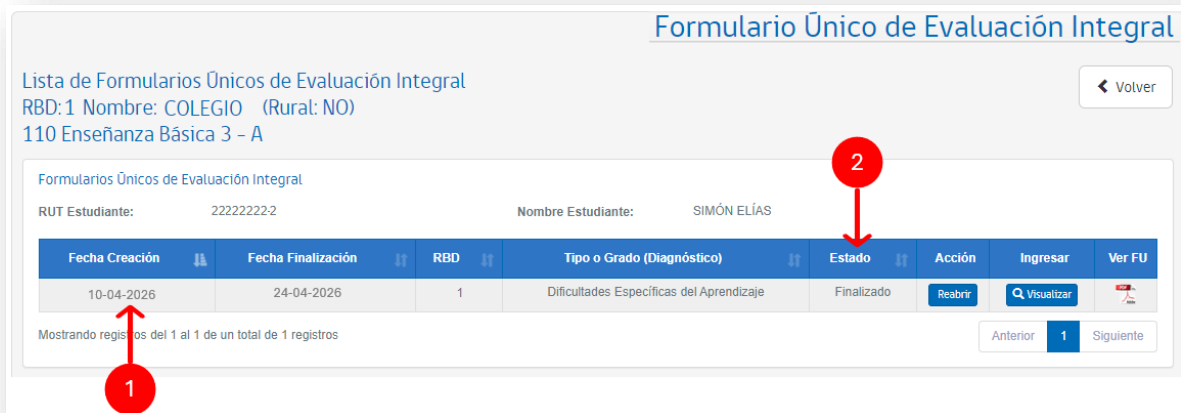 Formulario Único de Evaluación Integral
Lista de Formularios Únicos de Evaluación Integral
Volver
RBD: 1 Nombre: COLEGIO (Rural: NO)
110 Enseñanza Básica 3 - A
2
Formularios Únicos de Evaluación Integral
RUT Estudiante: 22222222-2 Nombre Estudiante: SIMÓN ELÍAS
Fecha Creación Fecha Finalización RBD Tipo o Grado (Diagnóstico) Estado Acción Ingresar Ver FU
10-04-2026 24-04-2026 1 Dificultades Específicas del Aprendizaje Finalizado Reabrir Visualizar PDF
Mostrando registros del 1 al 1 de un total de 1 registros Anterior 1 Siguiente
1